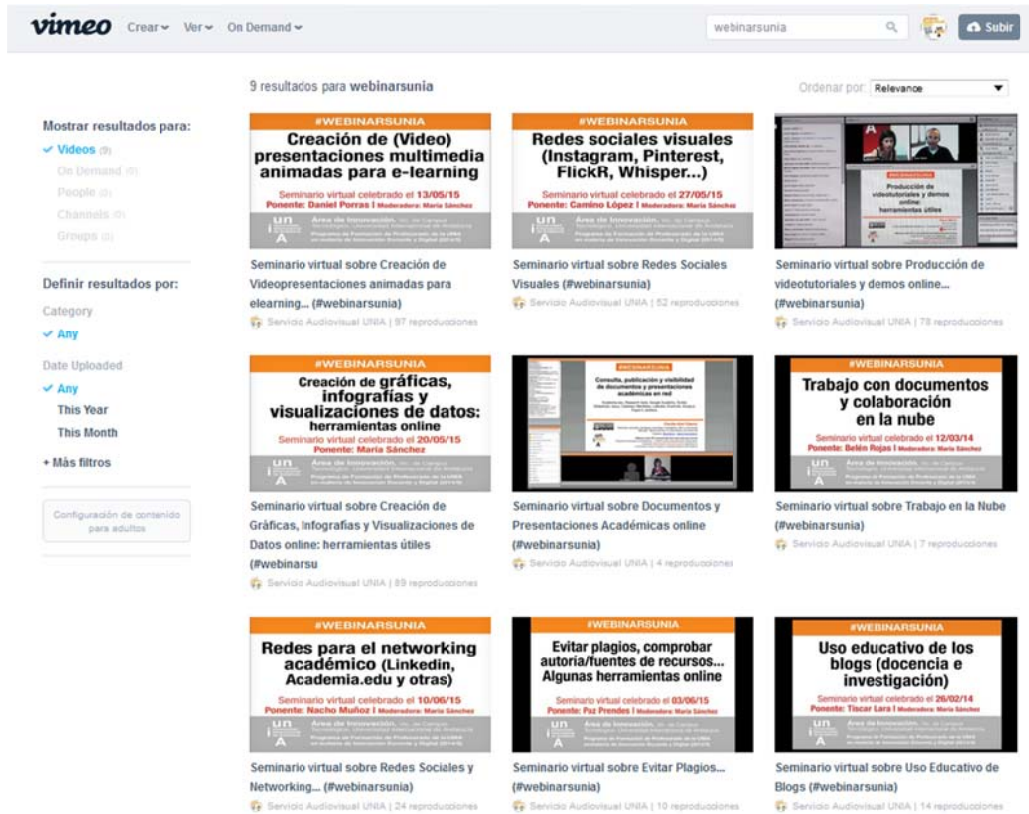 vimeo Crear Ver On Demand webinarsunia Subir
9 resultados para webinarsunia
Ordenar por: Relevance
Mostrar resultados para:
Videos (9)
On Demand (0)
People (0)
Channels (0)
Groups (0)
Definir resultados por:
Category
Any
Date Uploaded
Any
This Year
This Month
+ Más filtros
Configuración de contenido
para adultos
#WEBINARSUNIA
Creación de (Video)
presentaciones multimedia
animadas para e-learning
Seminario virtual celebrado el 13/05/15
Ponente: Daniel Porras I Moderadora: María Sánchez
un
i
A
Área de Innovación.
Seminario virtual sobre Creación de
Videopresentaciones animadas para
elearning... (#webinarsunia)
Servicio Audiovisual UNIA | 97 reproducciones
#WEBINARSUNIA
Redes sociales visuales
(Instagram, Pinterest,
FlickR, Whisper...)
Seminario virtual celebrado el 27/05/15
Ponente: Camino López I Moderadora: María Sánchez
un
i
A
Área de Innovación.
Seminario virtual sobre Redes Sociales
Visuales (#webinarsunia)
Servicio Audiovisual UNIA | 52 reproducciones
#WEBINARSUNIA
Producción de
videotutoriales y demos
online:
herramientas útiles
Seminario virtual sobre Producción de
videotutoriales y demos online...
(#webinarsunia)
Servicio Audiovisual UNIA | 78 reproducciones
#WEBINARSUNIA
Creación de gráficas,
infografías y
visualizaciones de datos:
herramientas online
Seminario virtual celebrado el 20/05/15
Ponente: María Sánchez
un
i
A
Área de Innovación.
Seminario virtual sobre Creación de
Gráficas, Infografías y Visualizaciones de
Datos online: herramientas útiles
(#webinarsu
Servicio Audiovisual UNIA | 89 reproducciones
#WEBINARSUNIA
Consulta, publicación y visibilidad
de documentos y presentaciones
académicas en red
Seminario virtual sobre Documentos y
Presentaciones Académicas online
(#webinarsunia)
Servicio Audiovisual UNIA | 4 reproducciones
#WEBINARSUNIA
Trabajo con documentos
y colaboración
en la nube
Seminario virtual celebrado el 12/03/14
Ponente: Belén Rojas I Moderadora: María Sánchez
un
i
A
Área de Innovación.
Seminario virtual sobre Trabajo en la Nube
(#webinarsunia)
Servicio Audiovisual UNIA | 7 reproducciones
#WEBINARSUNIA
Redes para el networking
académico (Linkedin,
Academia.edu y otras)
Seminario virtual celebrado el 10/06/15
Ponente: Nacho Muñoz I Moderadora: María Sánchez
un
i
A
Área de Innovación.
Seminario virtual sobre Redes Sociales y
Networking... (#webinarsunia)
Servicio Audiovisual UNIA | 24 reproducciones
#WEBINARSUNIA
Evitar plagios, comprobar
autoría/fuentes de recursos...
Algunas herramientas online
Seminario virtual celebrado el 03/06/15
Ponente: Paz Prendes I Moderadora: María Sánchez
un
i
A
Área de Innovación.
Seminario virtual sobre Evitar Plagios...
(#webinarsunia)
Servicio Audiovisual UNIA | 10 reproducciones
#WEBINARSUNIA
Uso educativo de los
blogs (docencia e
investigación)
Seminario virtual celebrado el 26/02/14
Ponente: Tíscar Lara I Moderadora: María Sánchez
un
i
A
Área de Innovación.
Seminario virtual sobre Uso Educativo de
Blogs (#webinarsunia)
Servicio Audiovisual UNIA | 14 reproducciones